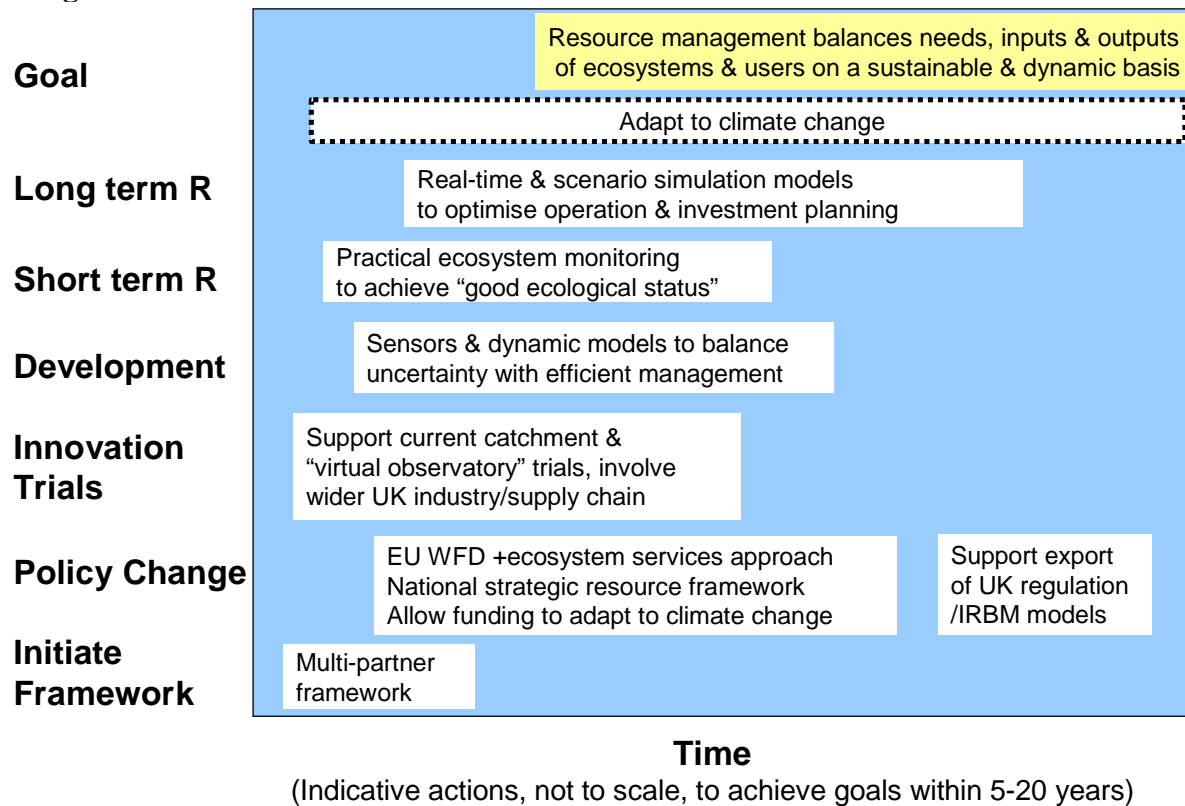 Goal
Resource management balances needs, inputs & outputs
of ecosystems & users on a sustainable & dynamic basis
Adapt to climate change
Long term R
Real-time & scenario simulation models
to optimise operation & investment planning
Short term R
Practical ecosystem monitoring
to achieve “good ecological status”
Development
Sensors & dynamic models to balance
uncertainty with efficient management
Innovation
Trials
Support current catchment &
“virtual observatory” trials, involve
wider UK industry/supply chain
Policy Change
EU WFD +ecosystem services approach
National strategic resource framework
Allow funding to adapt to climate change
Support export
of UK regulation
/IRBM models
Initiate
Framework
Multi-partner
framework
Time
(Indicative actions, not to scale, to achieve goals within 5-20 years)